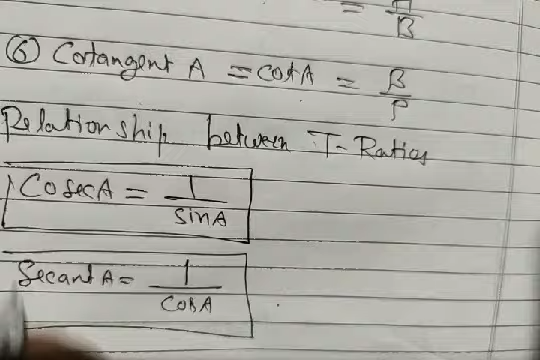 = H/B
⑥ Cotangent A = cotA = B/P
Relationship between T-Ratios
CosecA = 1/SinA
Secant A = 1/COSA